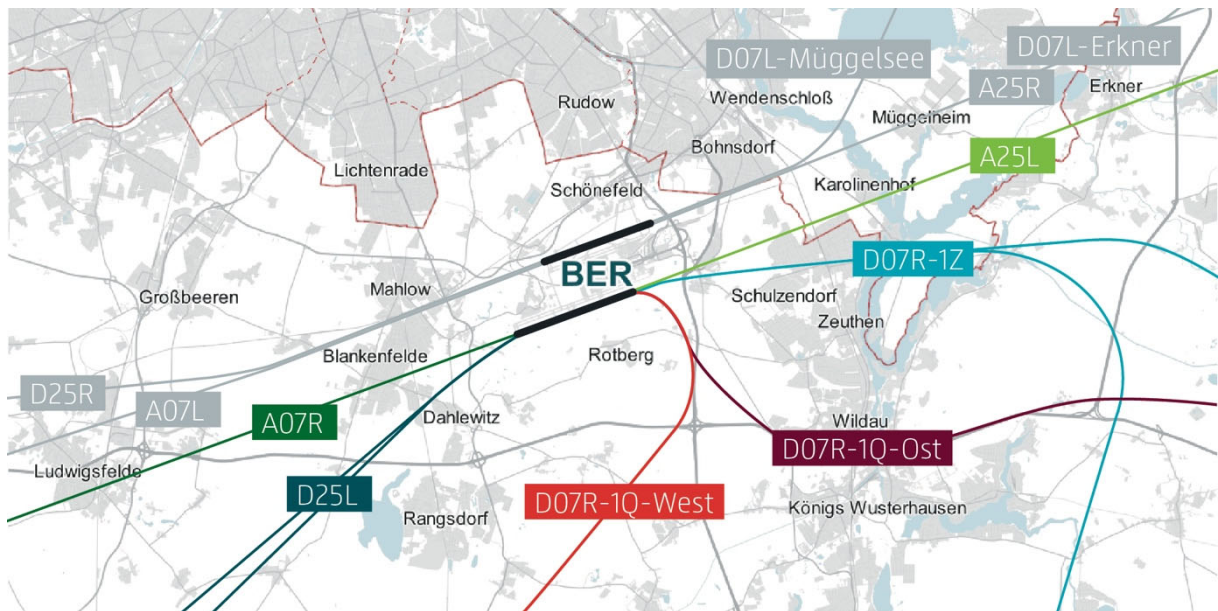 D07L-Müggelsee
D07L-Erkner
A25R
Erkner
Wendenschloß
Rudow
Müggelheim
Bohnsdorf
A25L
Lichtenrade
Schönefeld
Karolinenhof
D07R-1Z
BER
Großbeeren
Mahlow
Schulzendorf
Zeuthen
Blankenfelde
Rotberg
D25R
A07L
A07R
Dahlewitz
Wildau
D07R-1Q-Ost
Ludwigsfelde
D25L
D07R-1Q-West
Rangsdorf
Königs Wusterhausen